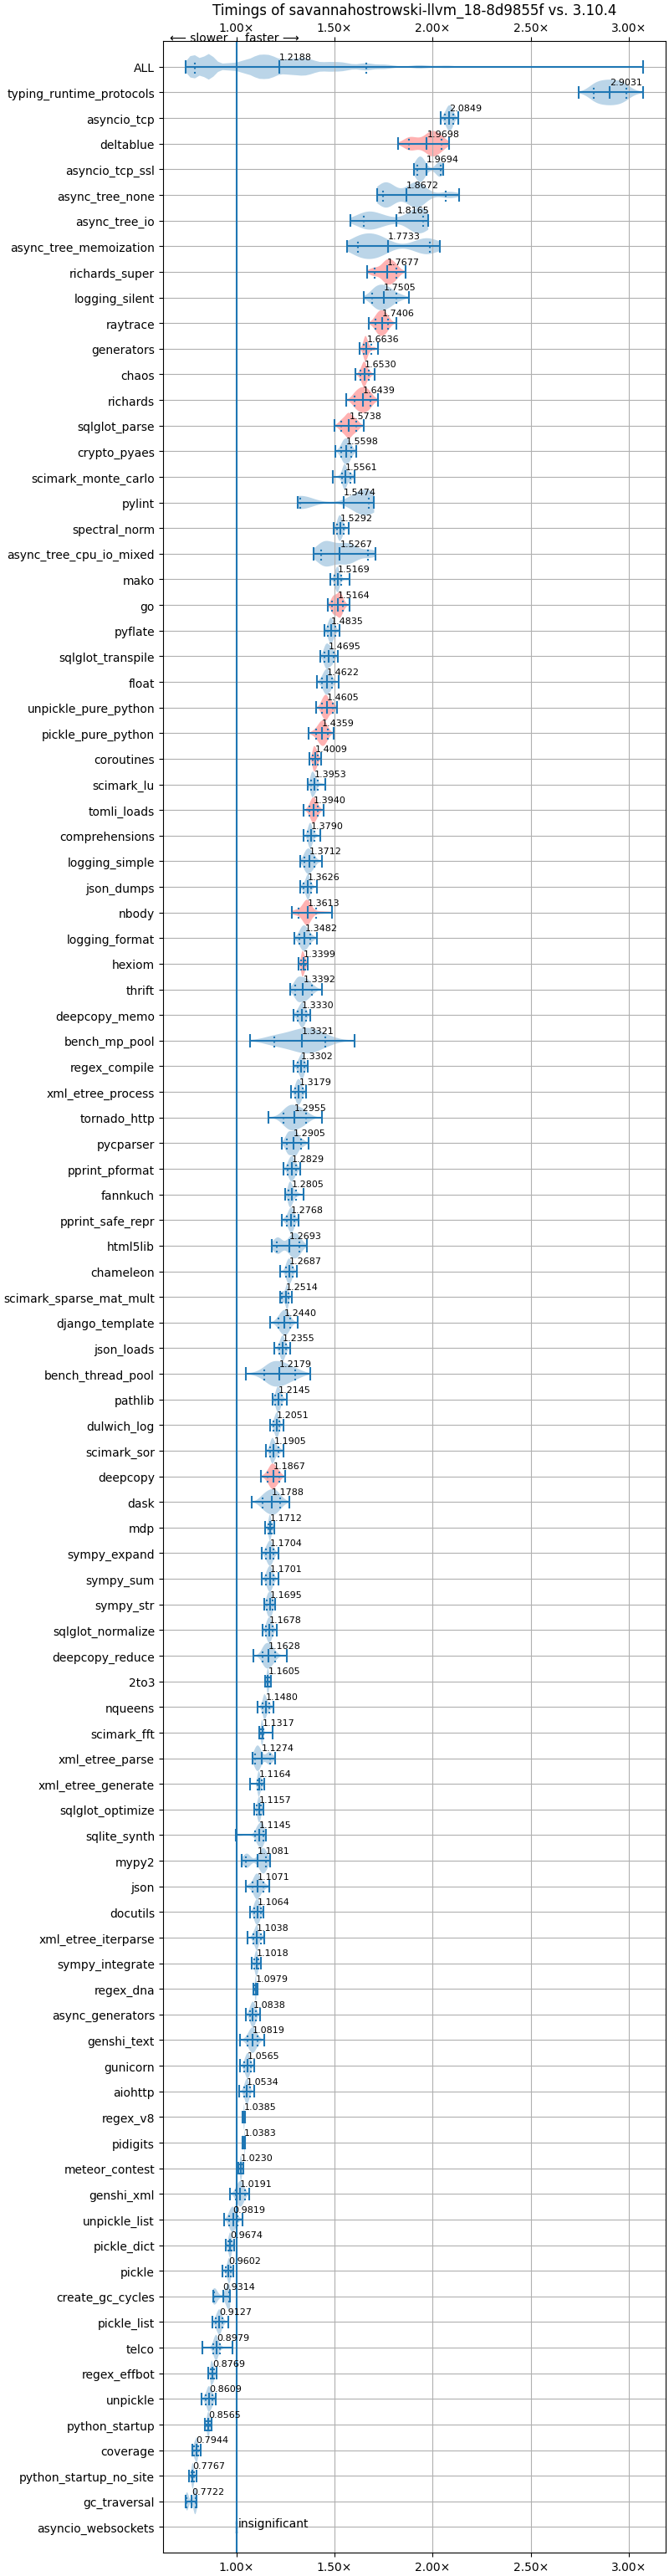 Timings of savannahostrowski-llvm_18-8d9855f vs. 3.10.4
1.00× 1.50× 2.00× 2.50× 3.00×
⟵ slower faster ⟶
ALL 1.2188
typing_runtime_protocols 2.9031
asyncio_tcp 2.0849
deltablue 1.9698
asyncio_tcp_ssl 1.9694
async_tree_none 1.8672
async_tree_io 1.8165
async_tree_memoization 1.7733
richards_super 1.7677
logging_silent 1.7505
raytrace 1.7406
generators 1.6636
chaos 1.6530
richards 1.6439
sqlglot_parse 1.5738
crypto_pyaes 1.5598
scimark_monte_carlo 1.5561
pylint 1.5474
spectral_norm 1.5292
async_tree_cpu_io_mixed 1.5267
mako 1.5169
go 1.5164
pyflate 1.4835
sqlglot_transpile 1.4695
float 1.4622
unpickle_pure_python 1.4605
pickle_pure_python 1.4359
coroutines 1.4009
scimark_lu 1.3953
tomli_loads 1.3940
comprehensions 1.3790
logging_simple 1.3712
json_dumps 1.3626
nbody 1.3613
logging_format 1.3482
hexiom 1.3399
thrift 1.3392
deepcopy_memo 1.3330
bench_mp_pool 1.3321
regex_compile 1.3302
xml_etree_process 1.3179
tornado_http 1.2955
pycparser 1.2905
pprint_pformat 1.2829
fannkuch 1.2805
pprint_safe_repr 1.2768
html5lib 1.2693
chameleon 1.2687
scimark_sparse_mat_mult 1.2514
django_template 1.2440
json_loads 1.2355
bench_thread_pool 1.2179
pathlib 1.2145
dulwich_log 1.2051
scimark_sor 1.1905
deepcopy 1.1867
dask 1.1788
mdp 1.1712
sympy_expand 1.1704
sympy_sum 1.1701
sympy_str 1.1695
sqlglot_normalize 1.1678
deepcopy_reduce 1.1628
2to3 1.1605
nqueens 1.1480
scimark_fft 1.1317
xml_etree_parse 1.1274
xml_etree_generate 1.1164
sqlglot_optimize 1.1157
sqlite_synth 1.1145
mypy2 1.1081
json 1.1071
docutils 1.1064
xml_etree_iterparse 1.1038
sympy_integrate 1.1018
regex_dna 1.0979
async_generators 1.0838
genshi_text 1.0819
gunicorn 1.0565
aiohttp 1.0534
regex_v8 1.0385
pidigits 1.0383
meteor_contest 1.0230
genshi_xml 1.0191
unpickle_list 0.9819
pickle_dict 0.9674
pickle 0.9602
create_gc_cycles 0.9314
pickle_list 0.9127
telco 0.8979
regex_effbot 0.8769
unpickle 0.8609
python_startup 0.8565
coverage 0.7944
python_startup_no_site 0.7767
gc_traversal 0.7722
asyncio_websockets insignificant
1.00× 1.50× 2.00× 2.50× 3.00×